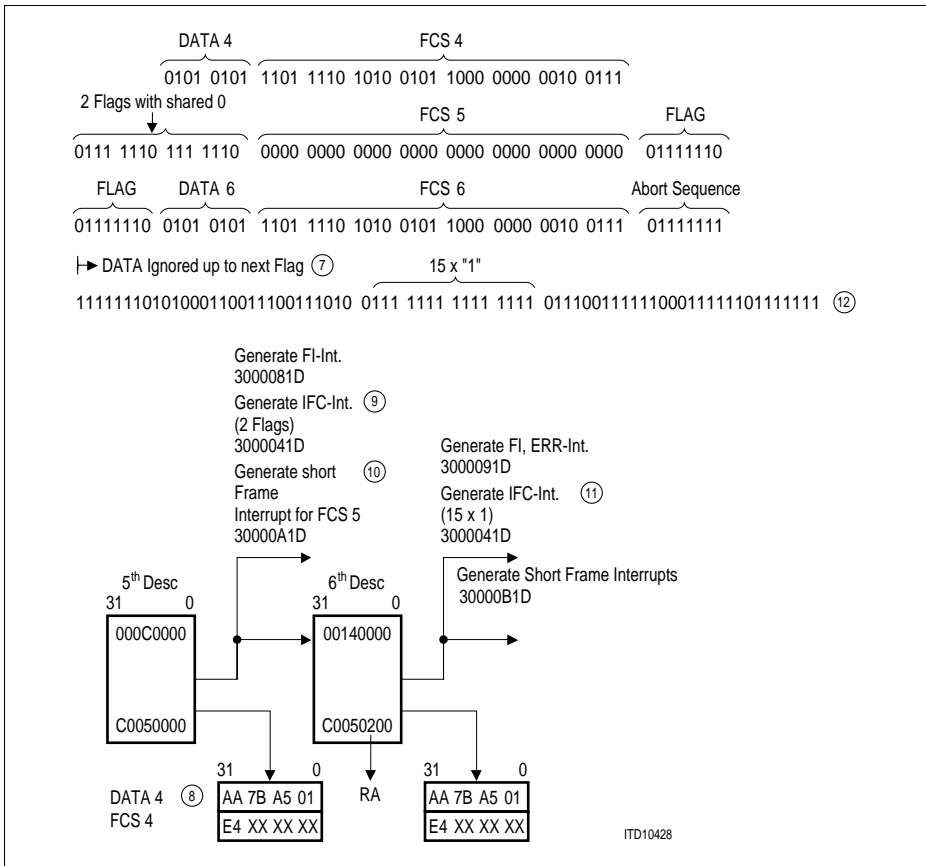 DATA 4 FCS 4
0101 0101 1101 1110 1010 0101 1000 0000 0010 0111
2 Flags with shared 0
FCS 5 FLAG
0111 1110 111 1110 0000 0000 0000 0000 0000 0000 0000 0000 01111110
FLAG DATA 6 FCS 6 Abort Sequence
01111110 0101 0101 1101 1110 1010 0101 1000 0000 0010 0111 01111111
DATA Ignored up to next Flag 7 15 x "1"
1111111010100011001110011101010 0111 1111 1111 1111 01110011111100011111101111111 12
Generate FI-Int.
3000081D
Generate IFC-Int. 9
(2 Flags)
3000041D
Generate short 10
Frame
Interrupt for FCS 5
30000A1D
Generate FI, ERR-Int.
3000091D
Generate IFC-Int. 11
(15 x 1)
3000041D
Generate Short Frame Interrupts
30000B1D
5th Desc
31 0
000C0000
C0050000
6th Desc
31 0
00140000
C0050200
DATA 4 8
FCS 4
31 0
AA 7B A5 01
E4 XX XX XX
RA
31 0
AA 7B A5 01
E4 XX XX XX
ITD10428